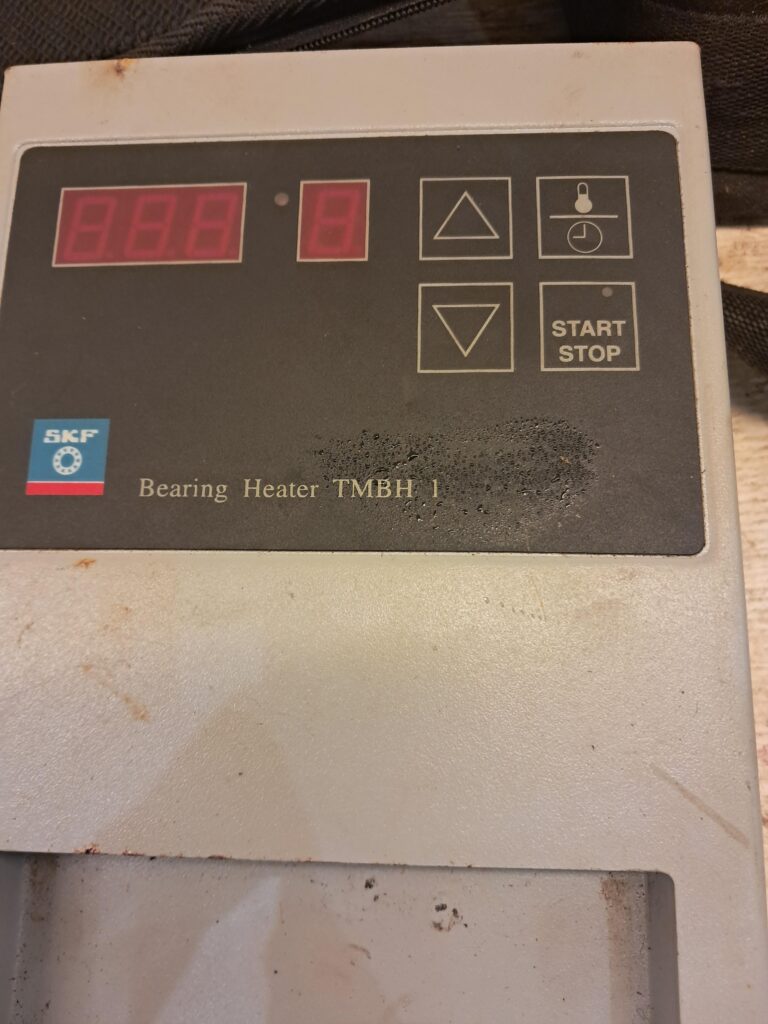 START
STOP
SKF
Bearing Heater TMBH 1